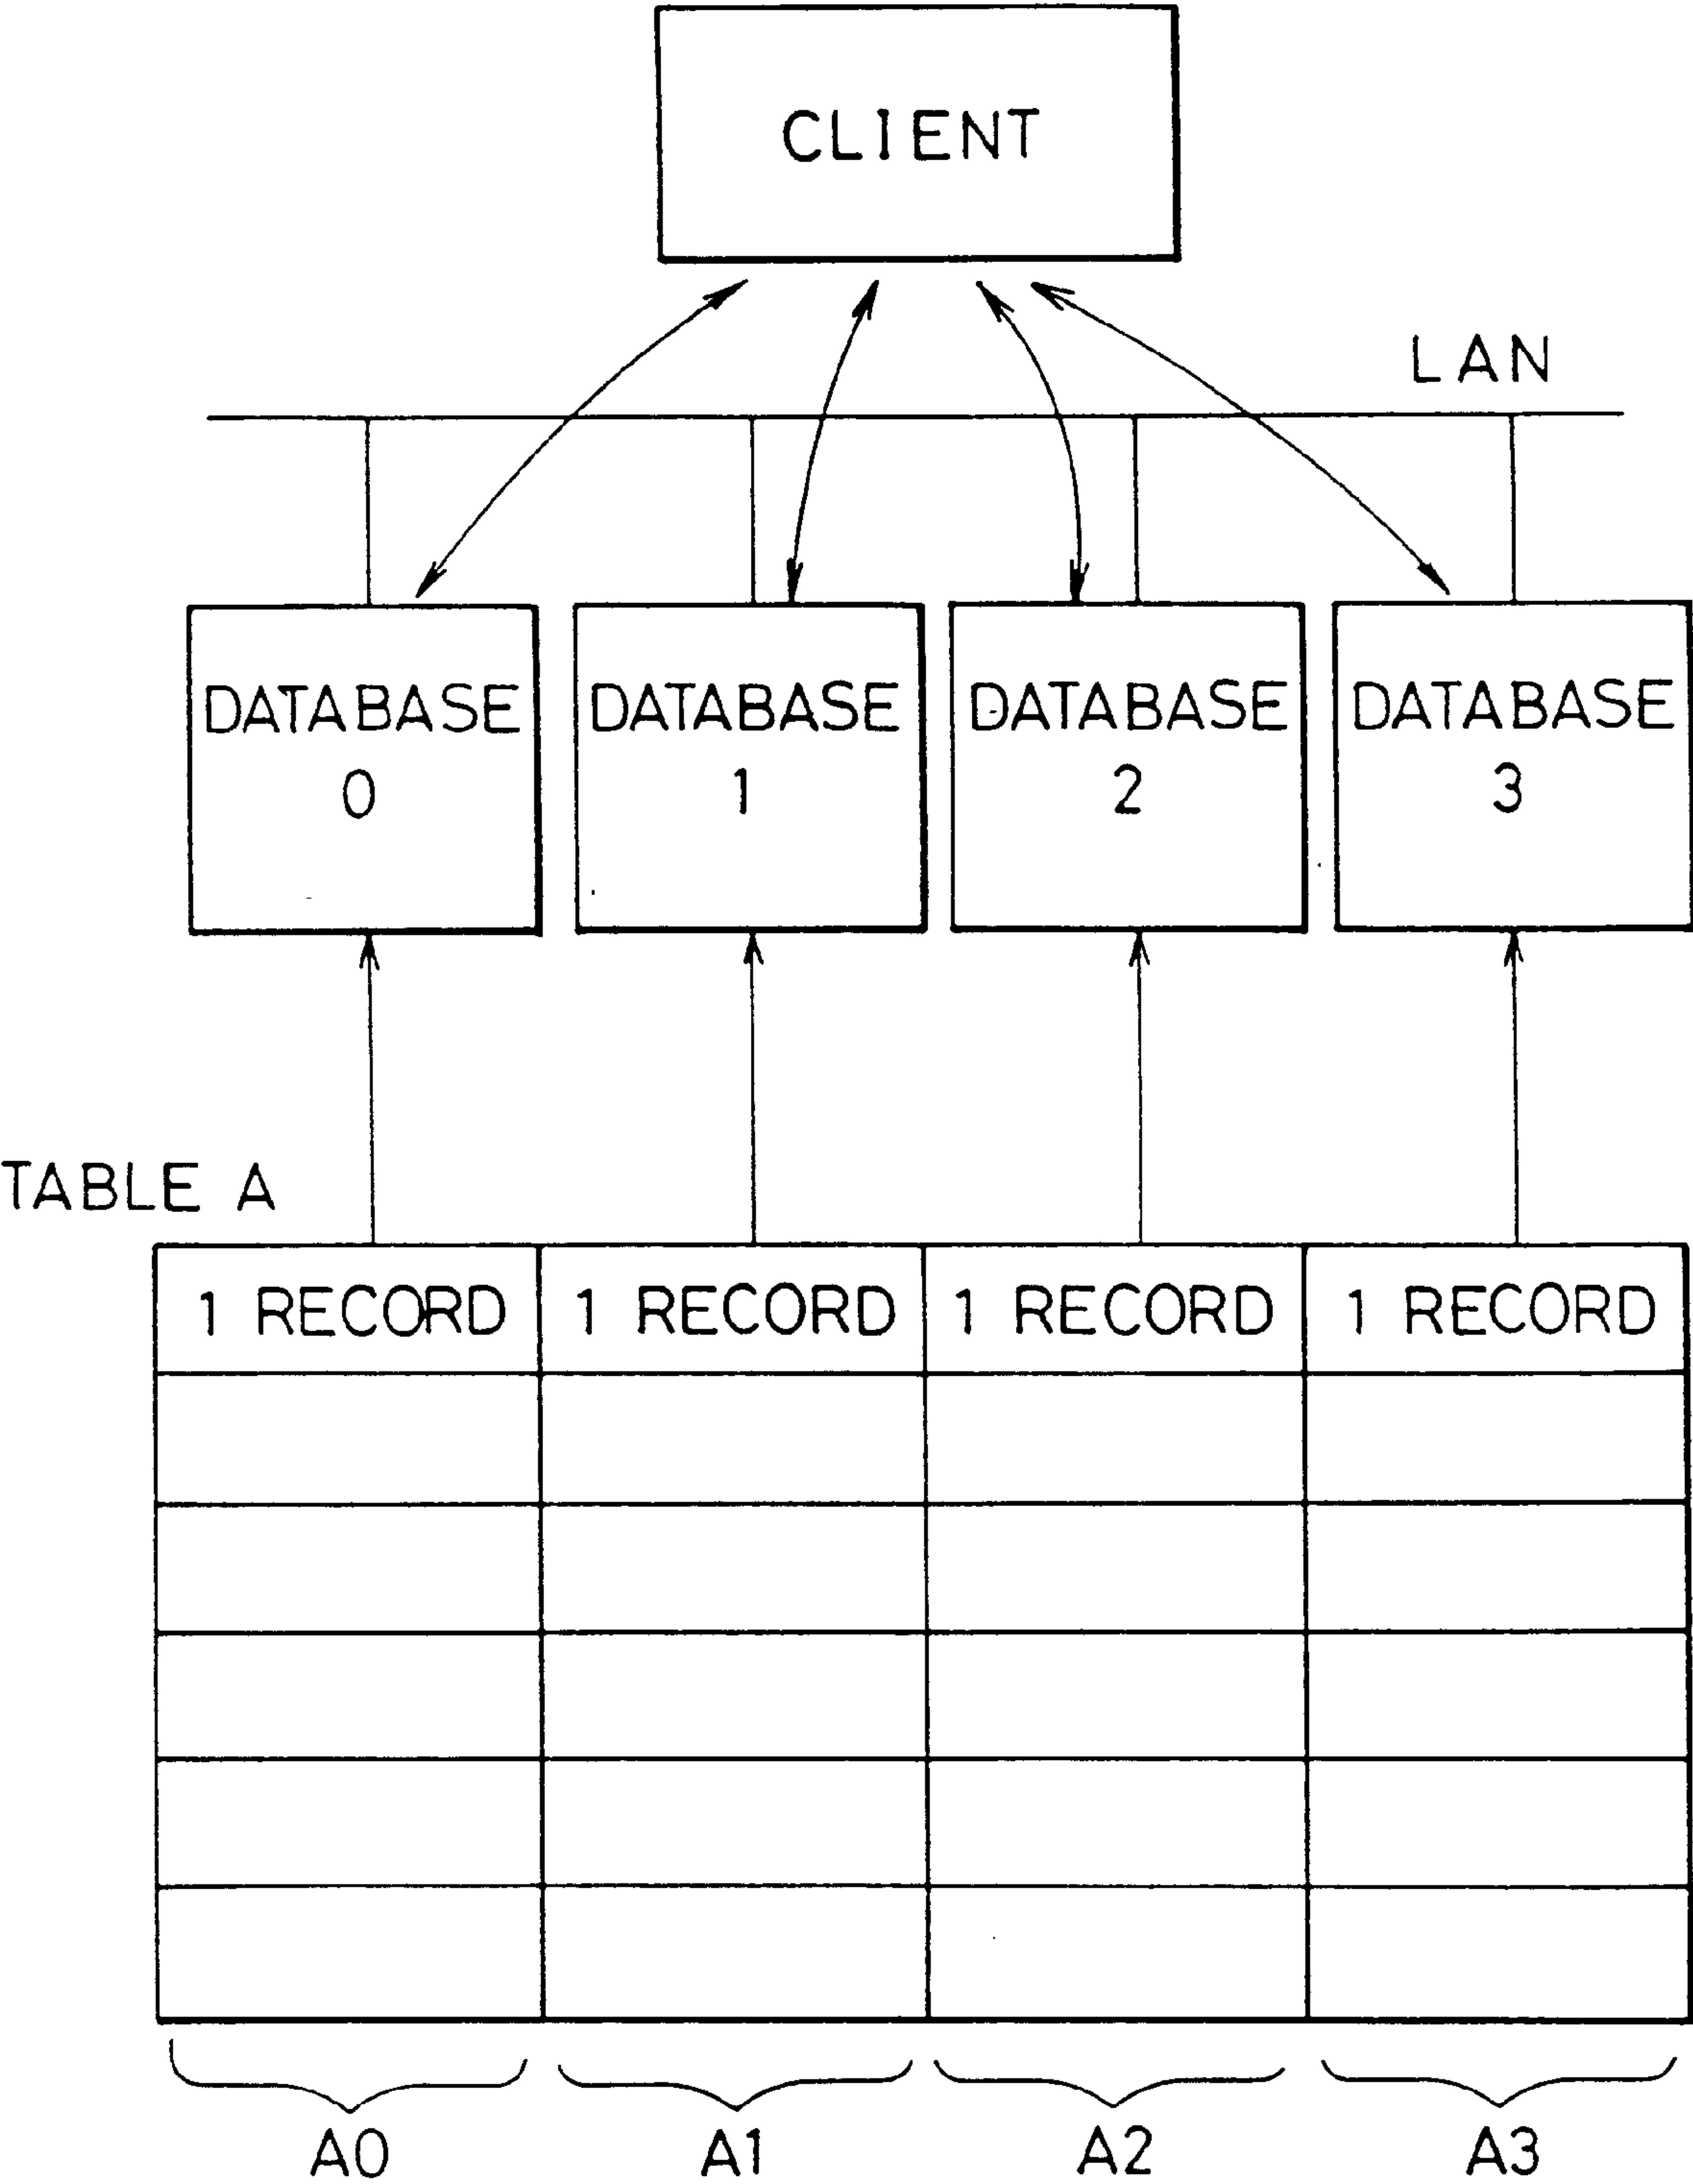 CLIENT
LAN
DATABASE 0
DATABASE 1
DATABASE 2
DATABASE 3
TABLE A
1 RECORD 1 RECORD 1 RECORD 1 RECORD
A0 A1 A2 A3